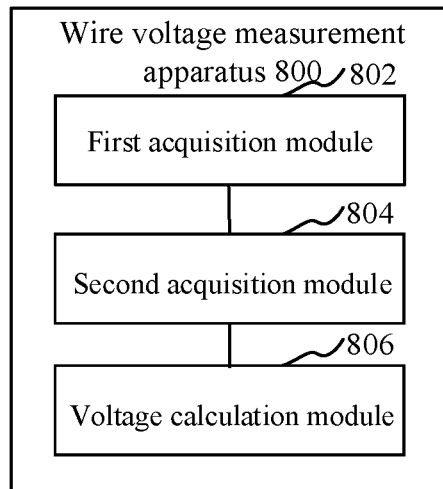 Wire voltage measurement
apparatus 800
802
First acquisition module
804
Second acquisition module
806
Voltage calculation module